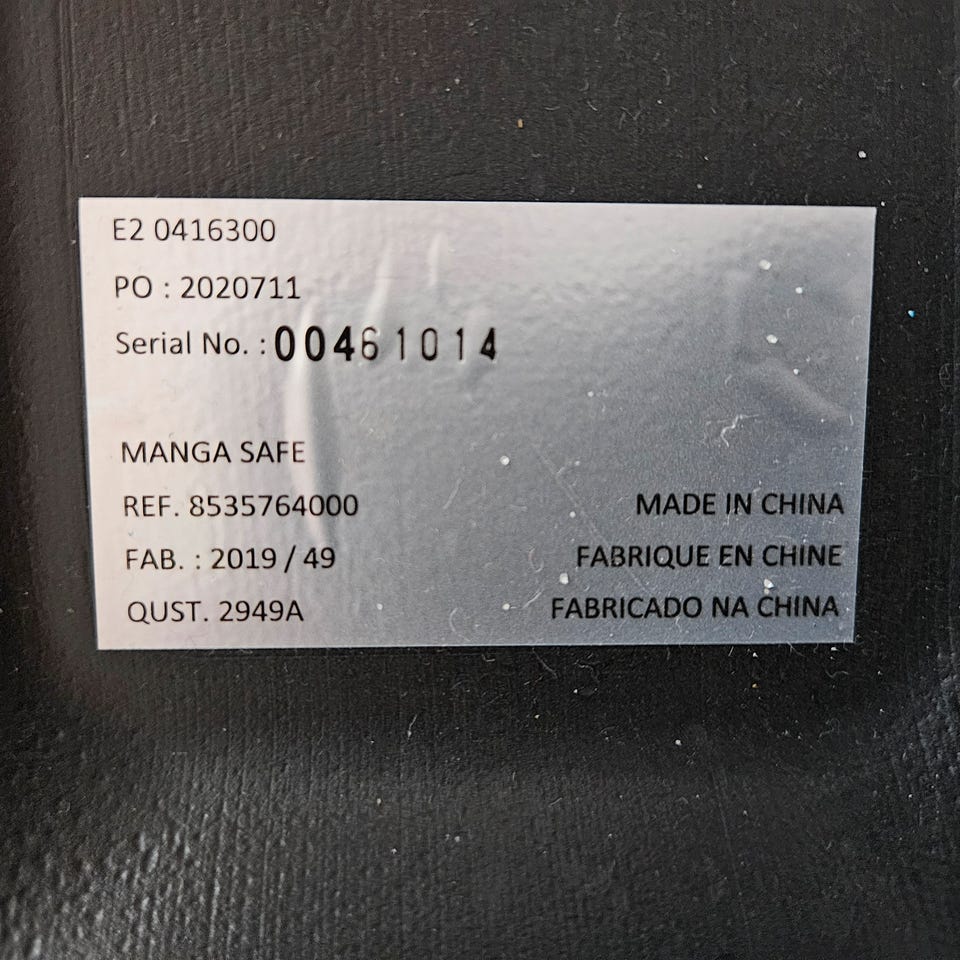 E2 0416300
PO : 2020711
Serial No. : 00461014
MANGA SAFE
REF. 8535764000 MADE IN CHINA
FAB. : 2019 / 49 FABRIQUE EN CHINE
QUST. 2949A FABRICADO NA CHINA